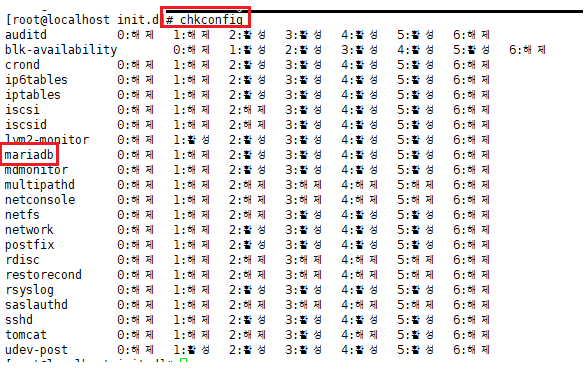 [root@localhost init.d]# chkconfig
auditd 0:해제 1:해제 2:활성 3:활성 4:활성 5:활성 6:해제
blk-availability 0:해제 1:활성 2:활성 3:활성 4:활성 5:활성 6:해제
crond 0:해제 1:해제 2:활성 3:활성 4:활성 5:활성 6:해제
ip6tables 0:해제 1:해제 2:활성 3:활성 4:활성 5:활성 6:해제
iptables 0:해제 1:해제 2:활성 3:활성 4:활성 5:활성 6:해제
iscsi 0:해제 1:해제 2:해제 3:활성 4:활성 5:활성 6:해제
iscsid 0:해제 1:해제 2:해제 3:활성 4:활성 5:활성 6:해제
lvm2-monitor 0:해제 1:활성 2:활성 3:활성 4:활성 5:활성 6:해제
mariadb 0:해제 1:해제 2:활성 3:활성 4:활성 5:활성 6:해제
mdmonitor 0:해제 1:해제 2:활성 3:활성 4:활성 5:활성 6:해제
multipathd 0:해제 1:해제 2:해제 3:해제 4:해제 5:해제 6:해제
netconsole 0:해제 1:해제 2:해제 3:해제 4:해제 5:해제 6:해제
netfs 0:해제 1:해제 2:해제 3:활성 4:활성 5:활성 6:해제
network 0:해제 1:해제 2:활성 3:활성 4:활성 5:활성 6:해제
postfix 0:해제 1:해제 2:활성 3:활성 4:활성 5:활성 6:해제
rdisc 0:해제 1:해제 2:해제 3:해제 4:해제 5:해제 6:해제
restorecond 0:해제 1:해제 2:해제 3:해제 4:해제 5:해제 6:해제
rsyslog 0:해제 1:해제 2:활성 3:활성 4:활성 5:활성 6:해제
saslauthd 0:해제 1:해제 2:해제 3:해제 4:해제 5:해제 6:해제
sshd 0:해제 1:해제 2:활성 3:활성 4:활성 5:활성 6:해제
tomcat 0:해제 1:해제 2:해제 3:활성 4:해제 5:활성 6:해제
udev-post 0:해제 1:활성 2:활성 3:활성 4:활성 5:활성 6:해제